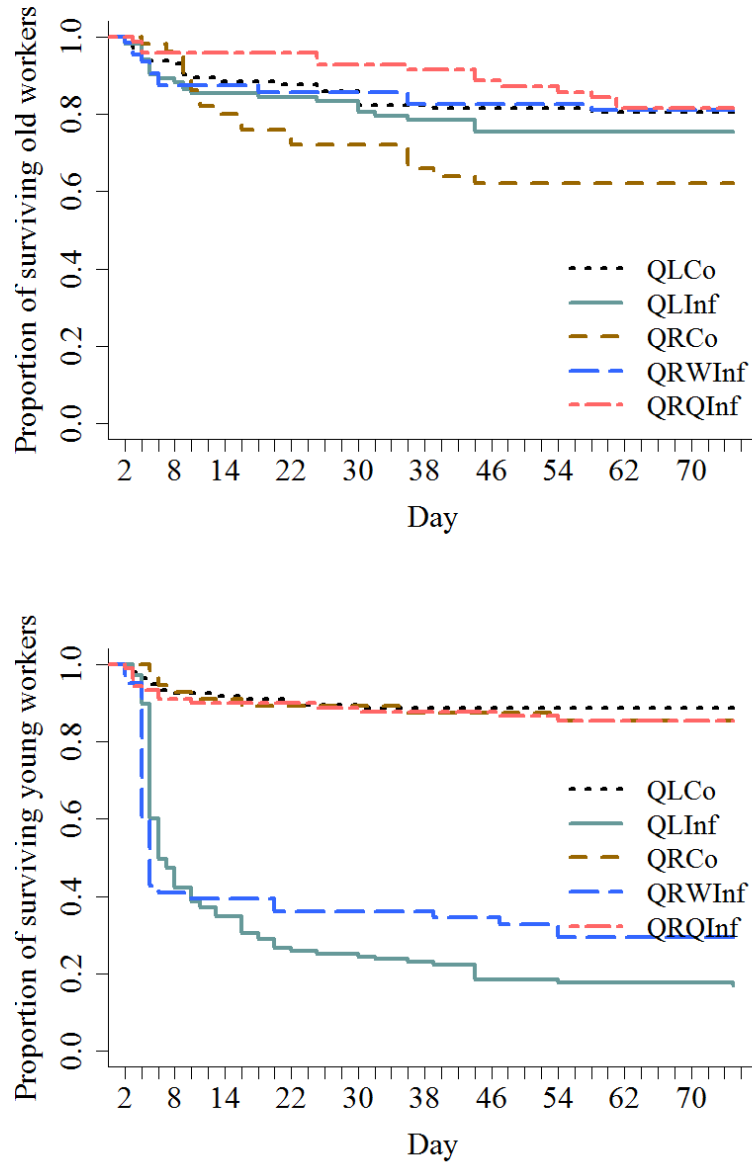 Proportion of surviving old workers
1.0
0.8
0.6
0.4
0.2
0.0
QLCo
QLInf
QRCo
QRWInf
QRQInf
2 8 14 22 30 38 46 54 62 70
Day
Proportion of surviving young workers
1.0
0.8
0.6
0.4
0.2
0.0
QLCo
QLInf
QRCo
QRWInf
QRQInf
2 8 14 22 30 38 46 54 62 70
Day